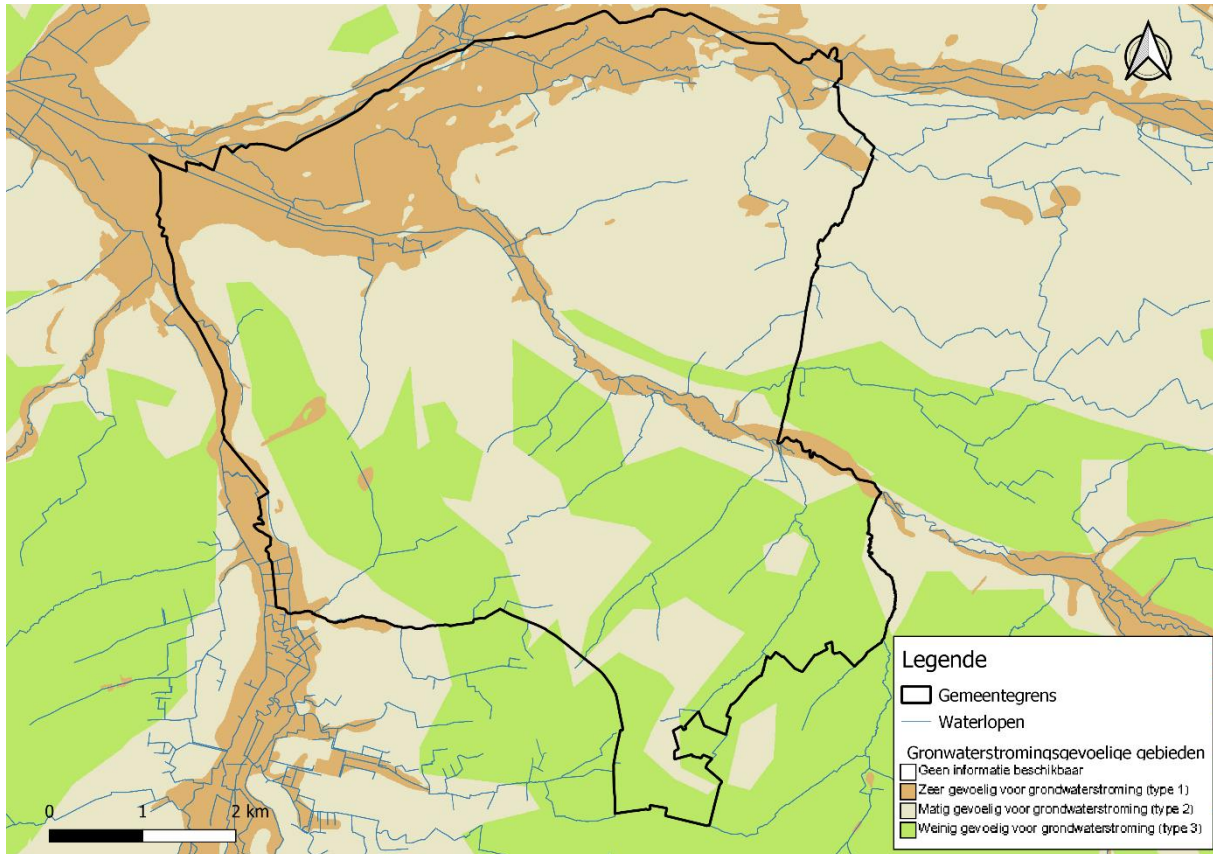 Legende
Gemeentegrens
Waterlopen
Gronwaterstromingsgevoelige gebieden
Geen informatie beschikbaar
Zeer gevoelig voor grondwaterstroming (type 1)
Matig gevoelig voor grondwaterstroming (type 2)
Weinig gevoelig voor grondwaterstroming (type 3)
0 1 2 km